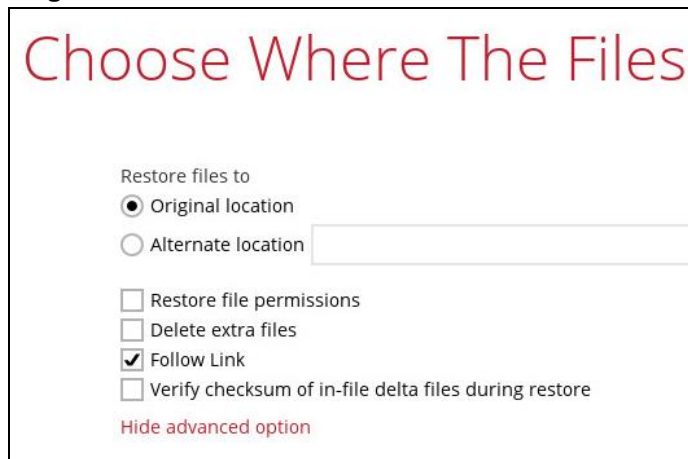 Choose Where The Files
Restore files to
Original location
Alternate location
Restore file permissions
Delete extra files
Follow Link
Verify checksum of in-file delta files during restore
Hide advanced option